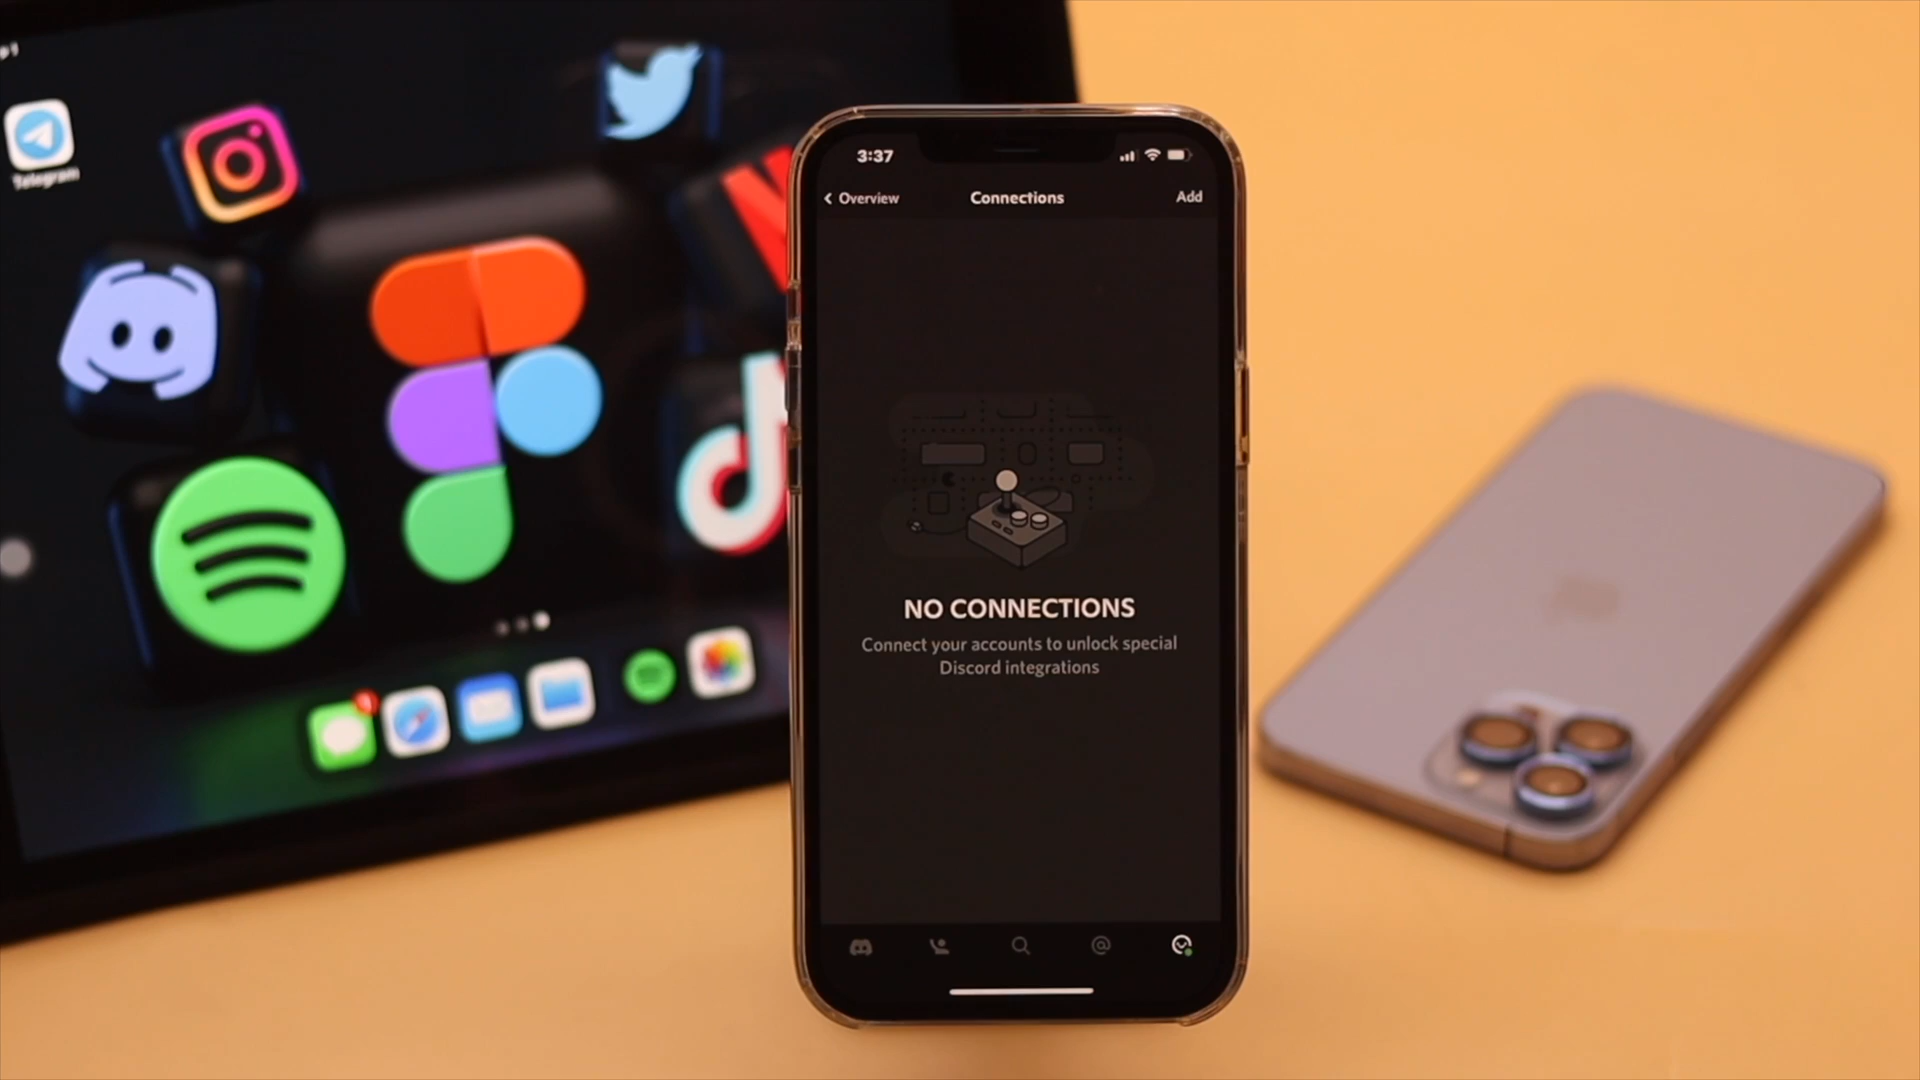 Telegram
3:37
Overview
Connections
Add
NO CONNECTIONS
Connect your accounts to unlock special
Discord integrations